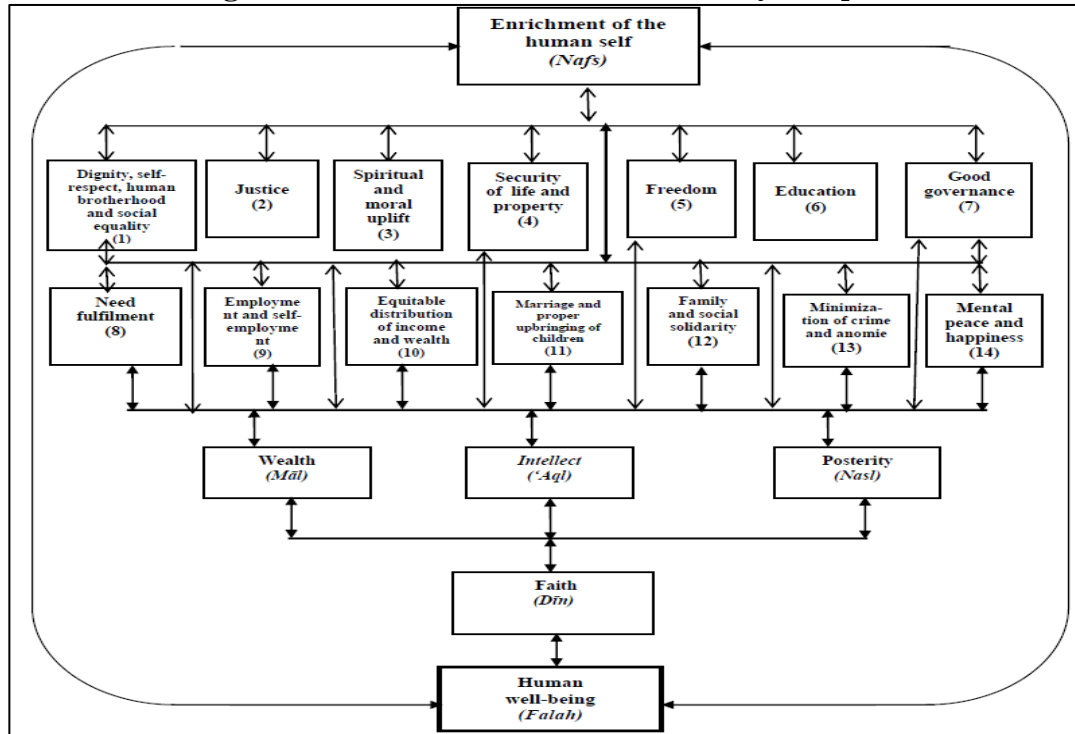 Enrichment of the
human self
(Nafs)
Dignity, self-
respect, human
brotherhood
and social
equality
(1)
Justice
(2)
Spiritual
and
moral
uplift
(3)
Security
of life and
property
(4)
Freedom
(5)
Education
(6)
Good
governance
(7)
Need
fulfilment
(8)
Employme
nt and self-
employme
nt
(9)
Equitable
distribution
of income
and wealth
(10)
Marriage and
proper
upbringing of
children
(11)
Family
and social
solidarity
(12)
Minimiza-
tion of crime
and anomie
(13)
Mental
peace and
happiness
(14)
Wealth
(Māl)
Intellect
(‘Aql)
Posterity
(Nasl)
Faith
(Dīn)
Human
well-being
(Falah)